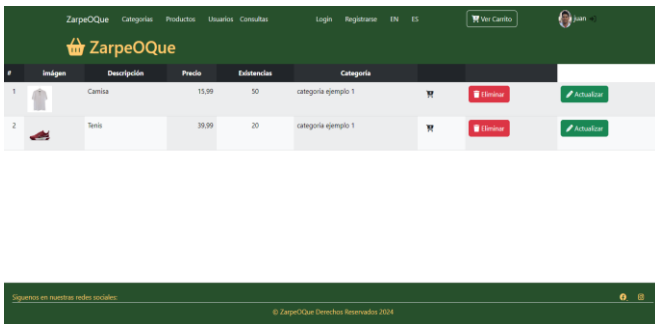 ZarpeOQue Categorias Productos Usuarios Consultas Login Registrarse EN ES Ver Carrito juan
ZarpeOQue
# imágen Descripción Precio Existencias Categoria
1 Camisa 15,99 50 categoria ejemplo 1 Eliminar Actualizar
2 Tenis 39,99 20 categoria ejemplo 1 Eliminar Actualizar
Síguenos en nuestras redes sociales:
© ZarpeOQue Derechos Reservados 2024